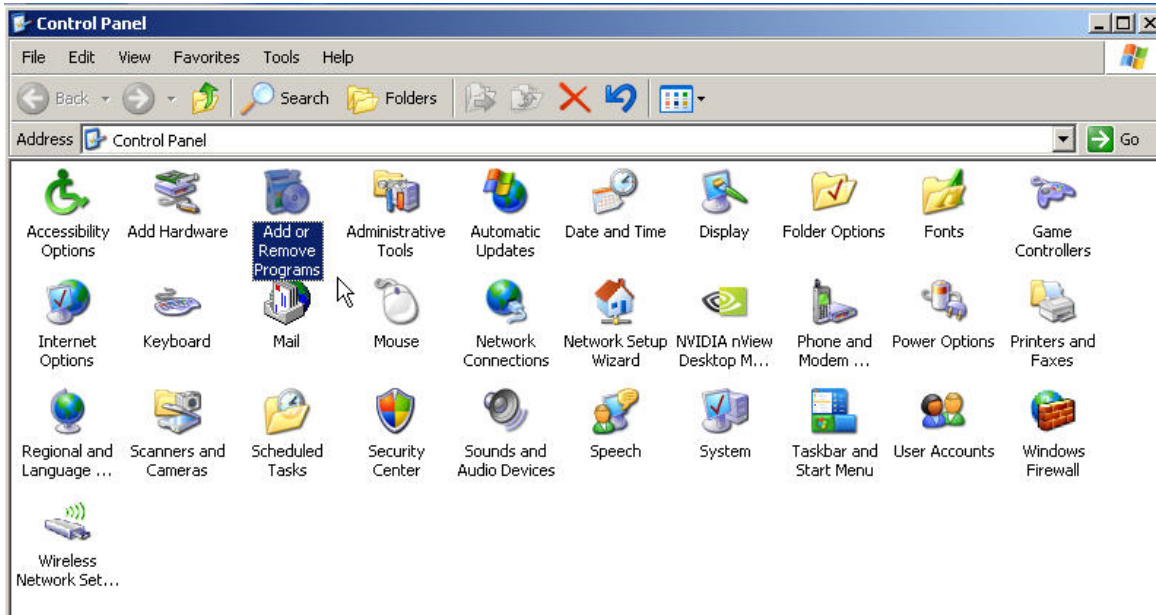 Control Panel
File Edit View Favorites Tools Help
Back Search Folders
Address Control Panel Go
Accessibility Options
Add Hardware
Add or Remove Programs
Administrative Tools
Automatic Updates
Date and Time
Display
Folder Options
Fonts
Game Controllers
Internet Options
Keyboard
Mail
Mouse
Network Connections
Network Setup Wizard
NVIDIA nView Desktop M...
Phone and Modem ...
Power Options
Printers and Faxes
Regional and Language ...
Scanners and Cameras
Scheduled Tasks
Security Center
Sounds and Audio Devices
Speech
System
Taskbar and Start Menu
User Accounts
Windows Firewall
Wireless Network Set...